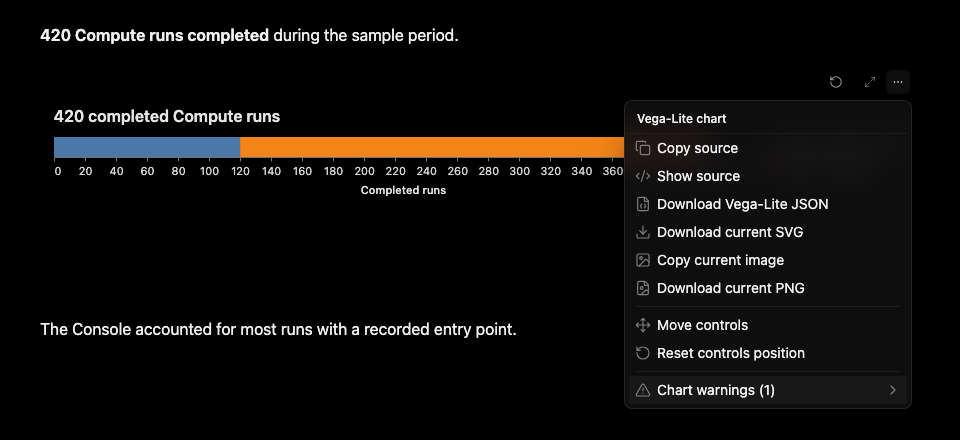 420 Compute runs completed during the sample period.
420 completed Compute runs
0 20 40 60 80 100 120 140 160 180 200 220 240 260 280 300 320 340 360
Completed runs
Vega-Lite chart
Copy source
Show source
Download Vega-Lite JSON
Download current SVG
Copy current image
Download current PNG
Move controls
Reset controls position
Chart warnings (1)
The Console accounted for most runs with a recorded entry point.